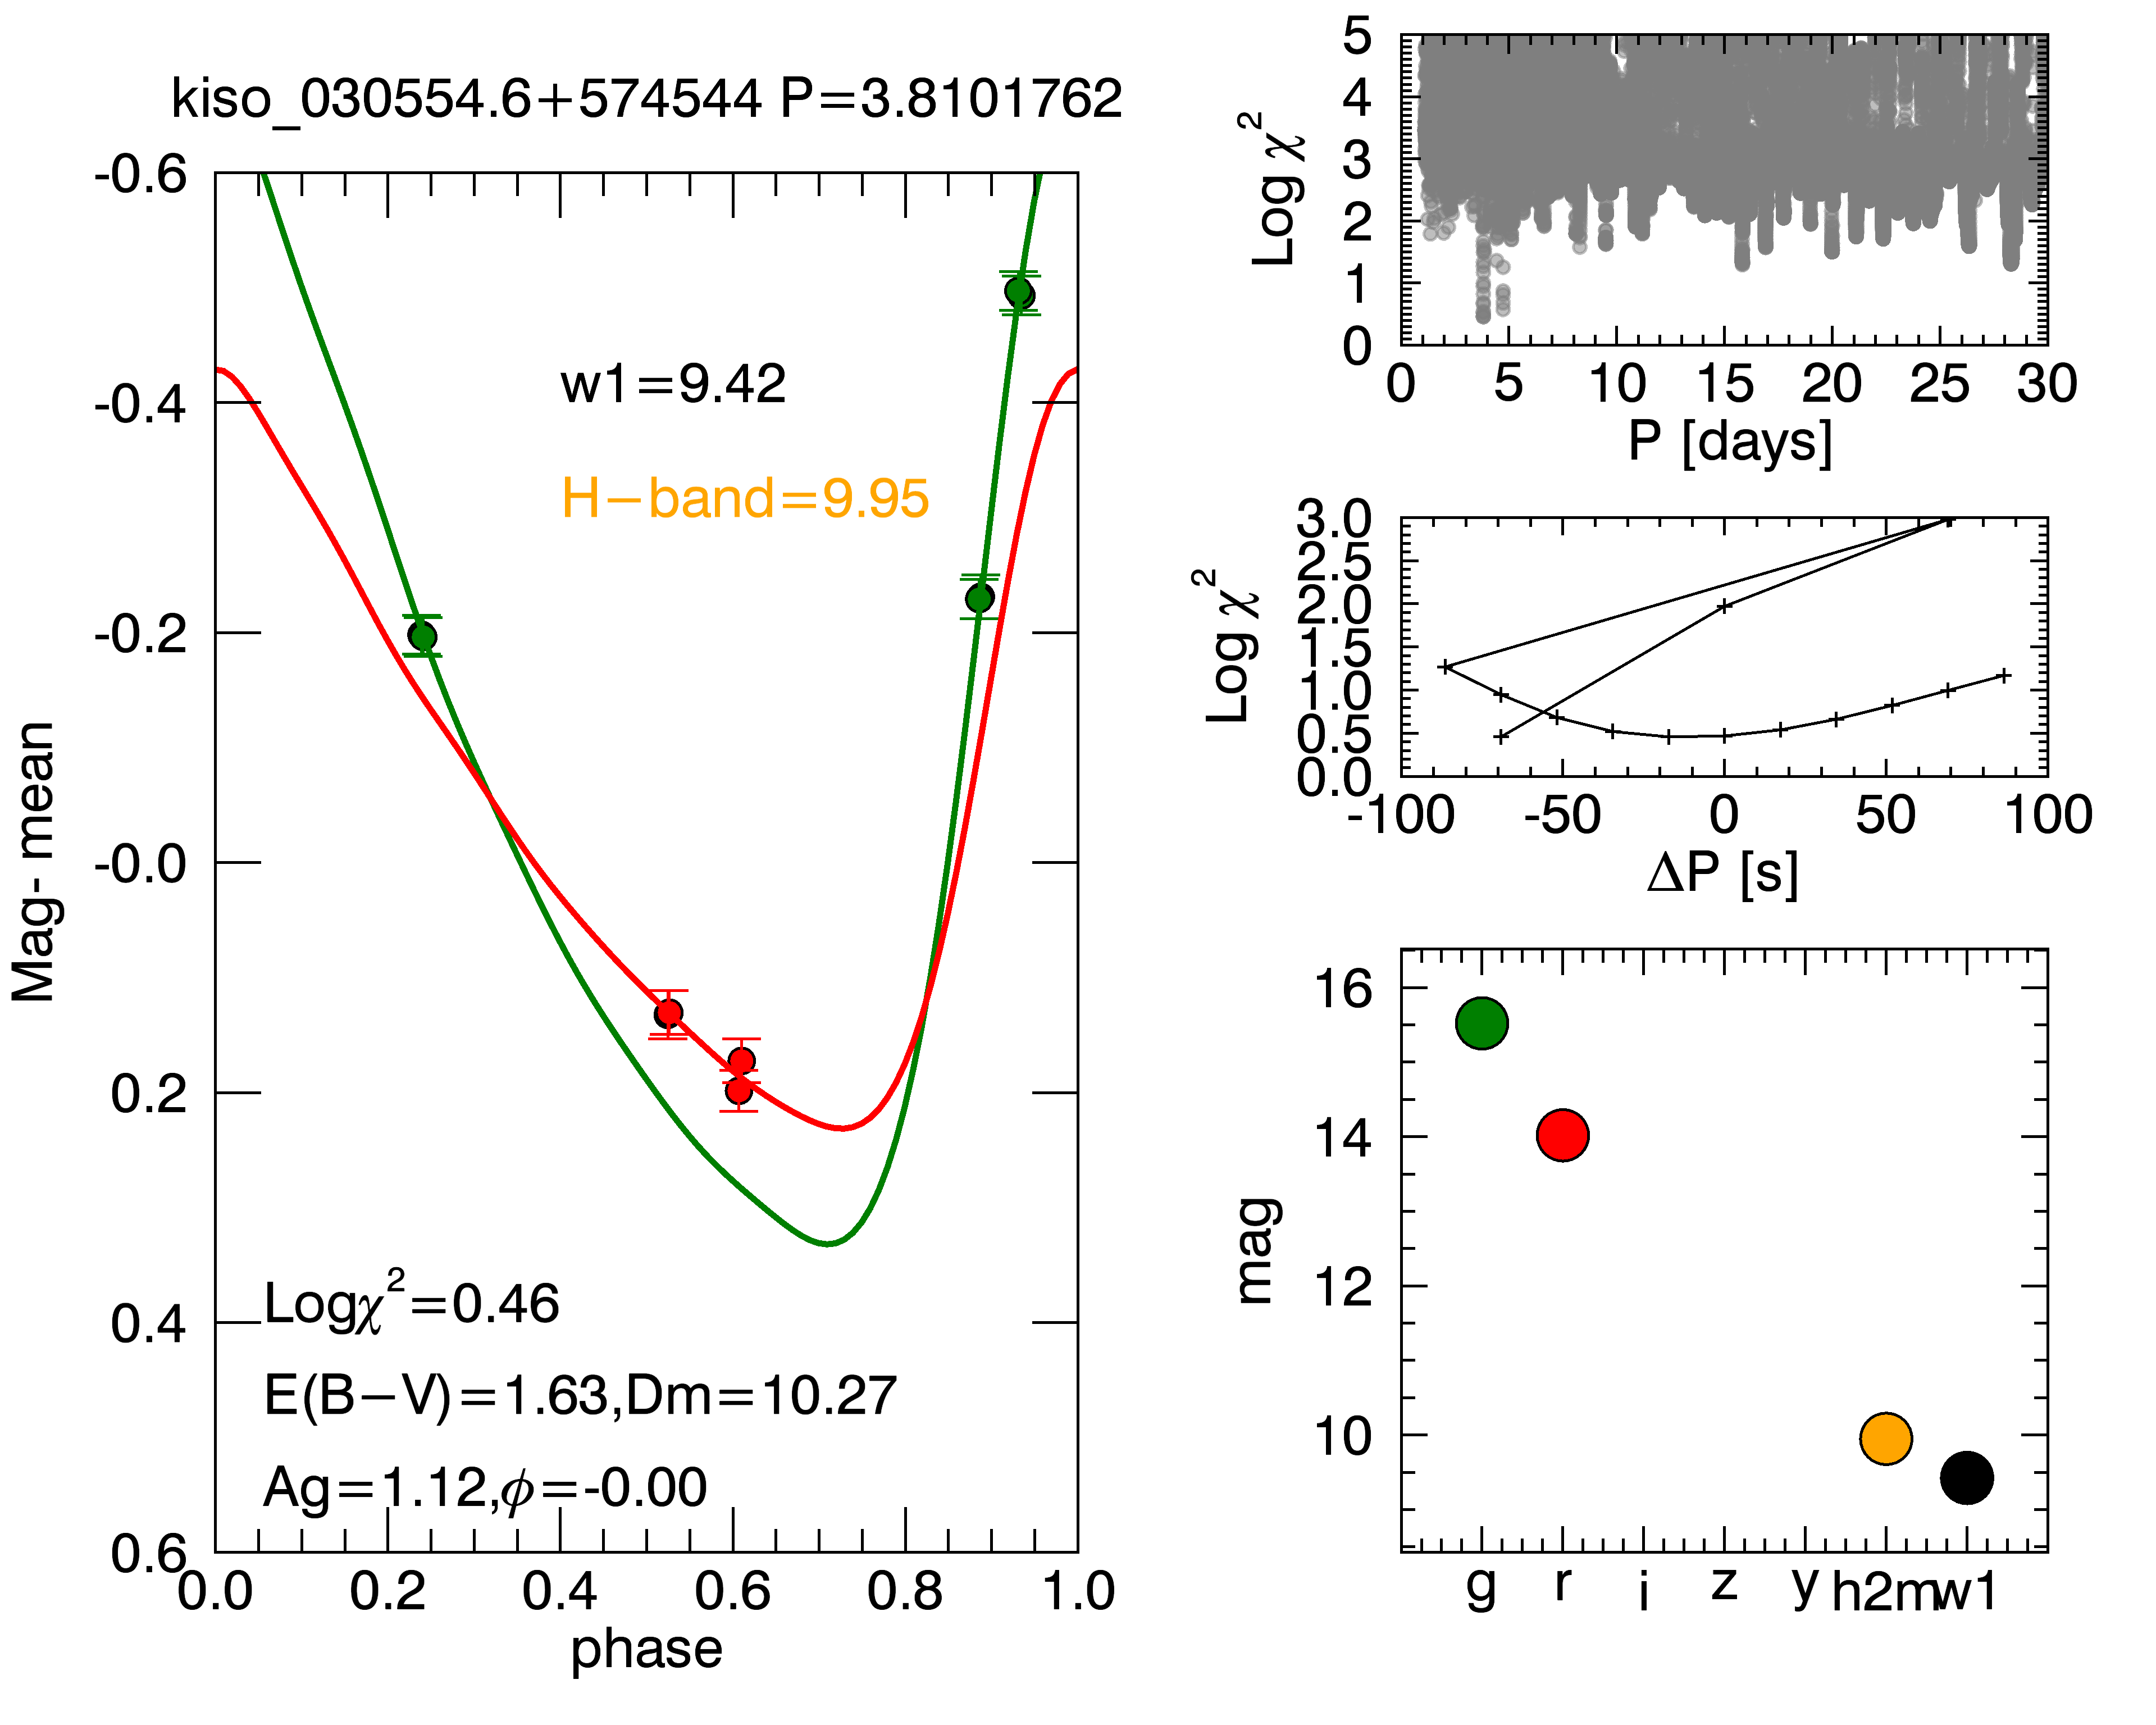 kiso_030554.6+574544 P=3.8101762
-0.6
-0.4
-0.2
-0.0
0.2
0.4
0.6
Mag- mean
w1=9.42
H−band=9.95
Logχ²=0.46
E(B−V)=1.63,Dm=10.27
Ag=1.12,ϕ=-0.00
0.0 0.2 0.4 0.6 0.8 1.0
phase
5
4
3
2
1
0
Log χ²
0 5 10 15 20 25 30
P [days]
3.0
2.5
2.0
1.5
1.0
0.5
0.0
Log χ²
-100 -50 0 50 100
ΔP [s]
16
14
12
10
mag
g r i z y h2m w1